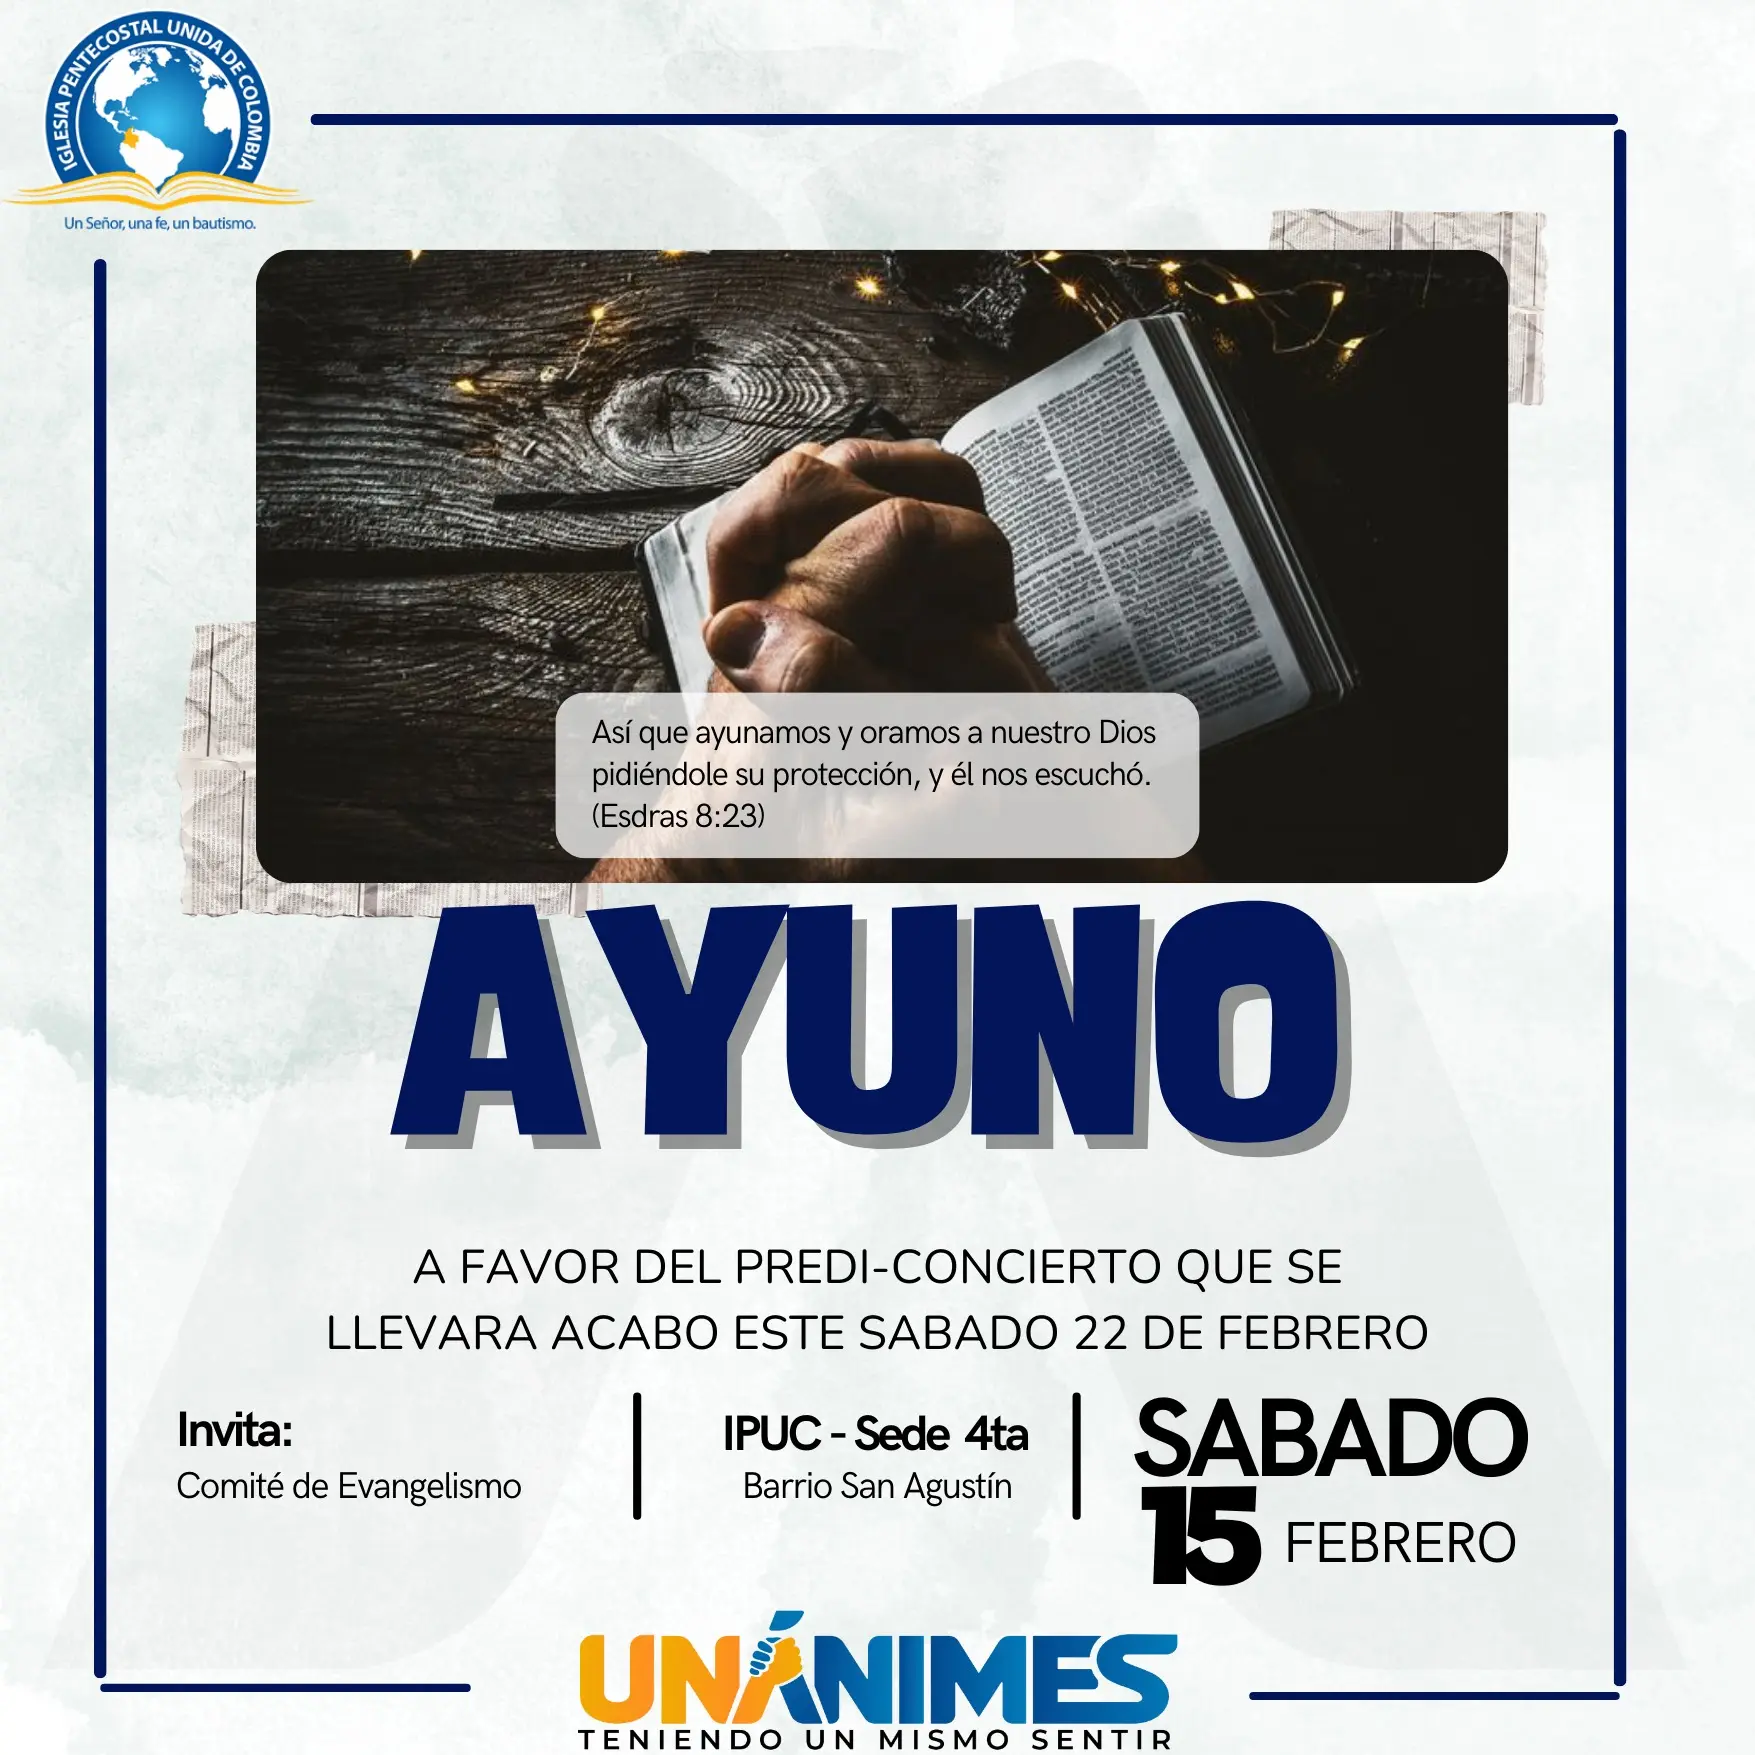 IGLESIA PENTECOSTAL UNIDA DE COLOMBIA
Un Señor, una fe, un bautismo.
Así que ayunamos y oramos a nuestro Dios
pidiéndole su protección, y él nos escuchó.
(Esdras 8:23)
AYUNO
A FAVOR DEL PREDI-CONCIERTO QUE SE
LLEVARA ACABO ESTE SABADO 22 DE FEBRERO
Invita:
Comité de Evangelismo
IPUC - Sede 4ta
Barrio San Agustín
SABADO
15 FEBRERO
UNÁNIMES
TENIENDO UN MISMO SENTIR